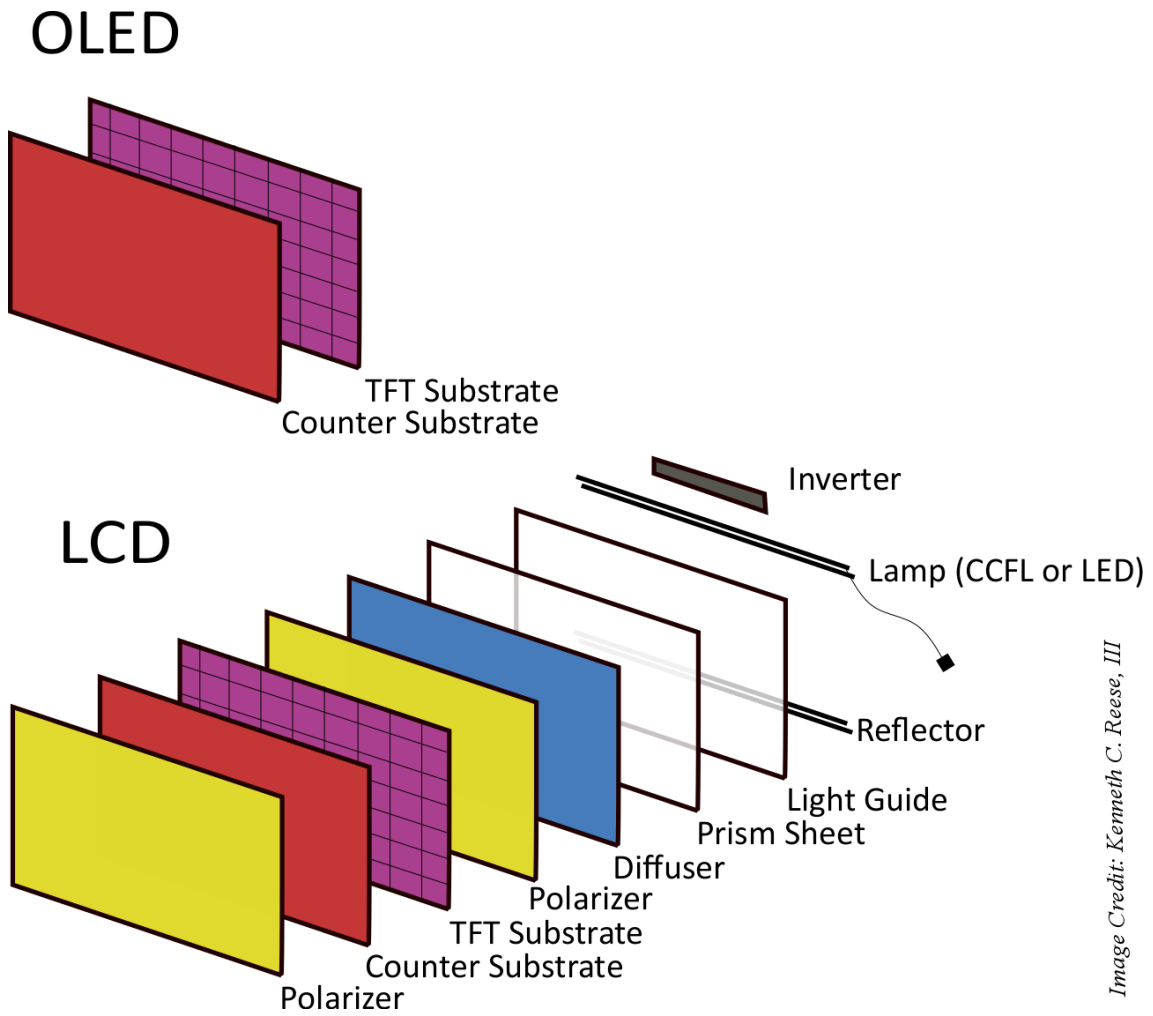 OLED
TFT Substrate
Counter Substrate
Inverter
LCD
Lamp (CCFL or LED)
Reflector
Light Guide
Prism Sheet
Diffuser
Polarizer
TFT Substrate
Counter Substrate
Polarizer
Image Credit: Kenneth C. Reese, III